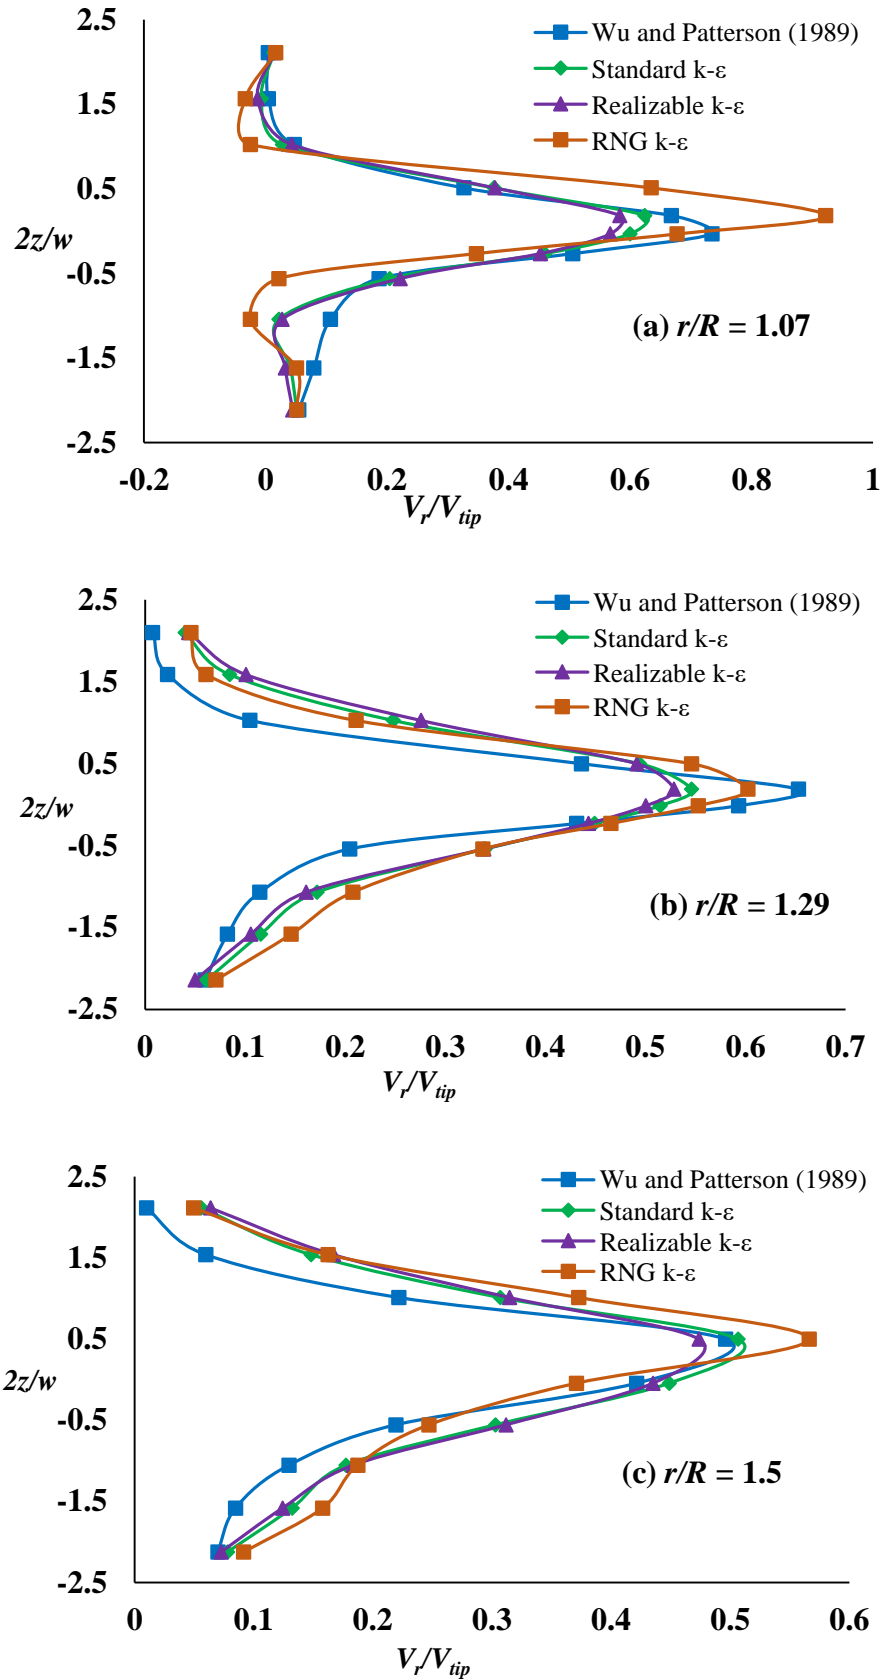 2.5
Wu and Patterson (1989)
Standard k-ε
1.5
Realizable k-ε
RNG k-ε
0.5
2z/w
-0.5
(a) r/R = 1.07
-1.5
-2.5
-0.2 0 0.2 0.4 0.6 0.8 1
Vr/Vtip
2.5
Wu and Patterson (1989)
Standard k-ε
1.5
Realizable k-ε
RNG k-ε
0.5
2z/w
-0.5
(b) r/R = 1.29
-1.5
-2.5
0 0.1 0.2 0.3 0.4 0.5 0.6 0.7
Vr/Vtip
2.5
Wu and Patterson (1989)
Standard k-ε
Realizable k-ε
1.5
RNG k-ε
0.5
2z/w
-0.5
(c) r/R = 1.5
-1.5
-2.5
0 0.1 0.2 0.3 0.4 0.5 0.6
Vr/Vtip